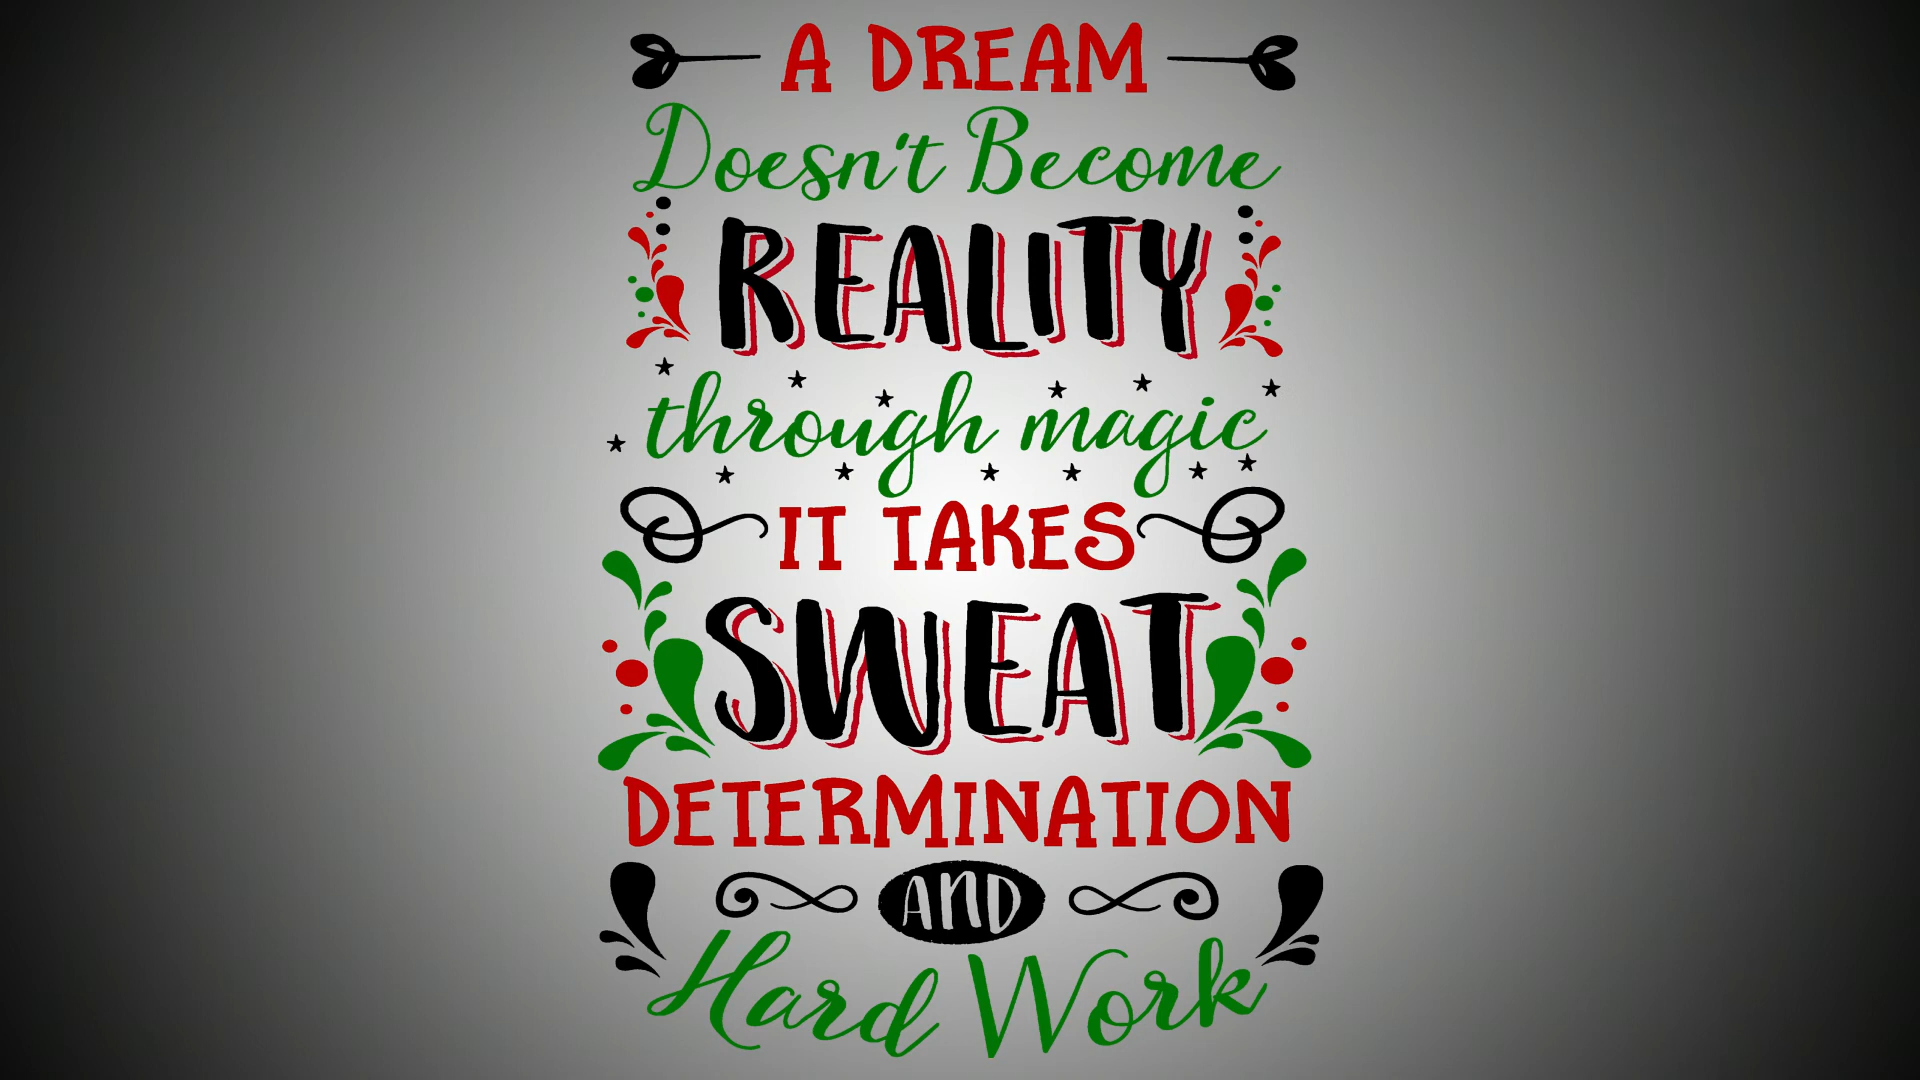 A DREAM
Doesn't Become
REALITY
through magic
IT TAKES
SWEAT
DETERMINATION
AND
Hard Work